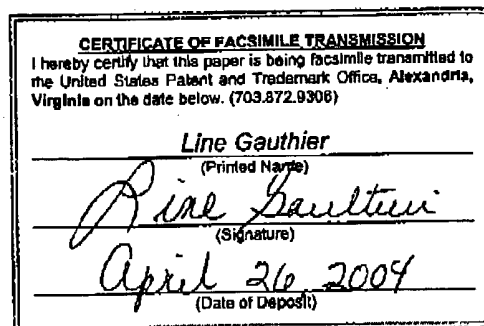 CERTIFICATE OF FACSIMILE TRANSMISSION
I hereby certify that this paper is being facsimile transmitted to
the United States Patent and Trademark Office, Alexandria,
Virginia on the date below. (703.872.9306)
Line Gauthier
(Printed Name)
Line Gauthier
(Signature)
April 26, 2004
(Date of Deposit)